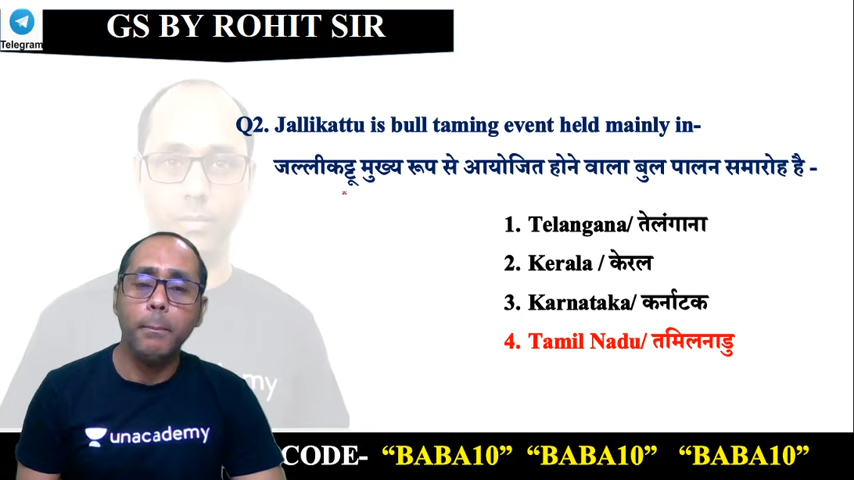 GS BY ROHIT SIR
Telegram
Q2. Jallikattu is bull taming event held mainly in-
जल्लीकट्टू मुख्य रूप से आयोजित होने वाला बुल पालन समारोह है -
1. Telangana/ तेलंगाना
2. Kerala / केरल
3. Karnataka/ कर्नाटक
4. Tamil Nadu/ तमिलनाडु
my
unacademy
CODE- “BABA10” “BABA10” “BABA10”